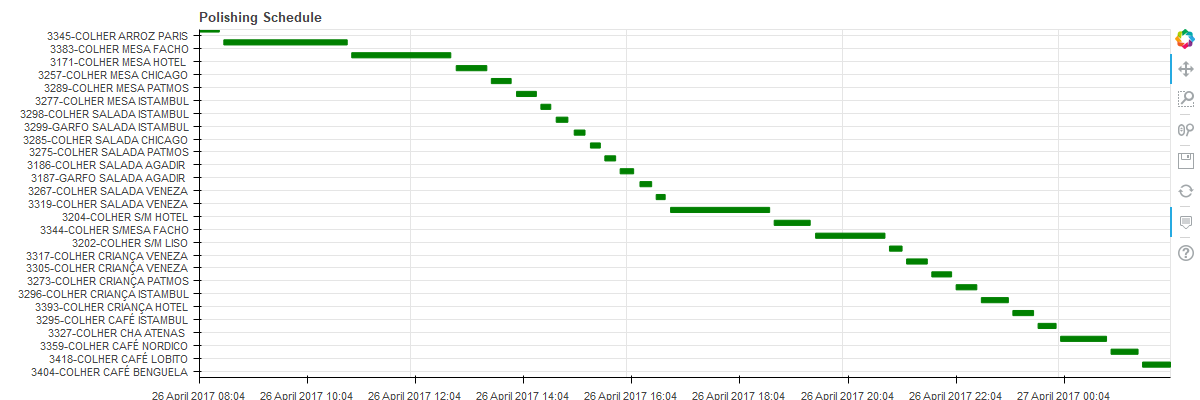 Polishing Schedule
3345-COLHER ARROZ PARIS
3383-COLHER MESA FACHO
3171-COLHER MESA HOTEL
3257-COLHER MESA CHICAGO
3289-COLHER MESA PATMOS
3277-COLHER MESA ISTAMBUL
3298-COLHER SALADA ISTAMBUL
3299-GARFO SALADA ISTAMBUL
3285-COLHER SALADA CHICAGO
3275-COLHER SALADA PATMOS
3186-COLHER SALADA AGADIR
3187-GARFO SALADA AGADIR
3267-COLHER SALADA VENEZA
3319-COLHER SALADA VENEZA
3204-COLHER S/M HOTEL
3344-COLHER S/MESA FACHO
3202-COLHER S/M LISO
3317-COLHER CRIANÇA VENEZA
3305-COLHER CRIANÇA VENEZA
3273-COLHER CRIANÇA PATMOS
3296-COLHER CRIANÇA ISTAMBUL
3393-COLHER CRIANÇA HOTEL
3295-COLHER CAFÉ ISTAMBUL
3327-COLHER CHA ATENAS
3359-COLHER CAFÉ NORDICO
3418-COLHER CAFÉ LOBITO
3404-COLHER CAFÉ BENGUELA
26 April 2017 08:04 26 April 2017 10:04 26 April 2017 12:04 26 April 2017 14:04 26 April 2017 16:04 26 April 2017 18:04 26 April 2017 20:04 26 April 2017 22:04 27 April 2017 00:04